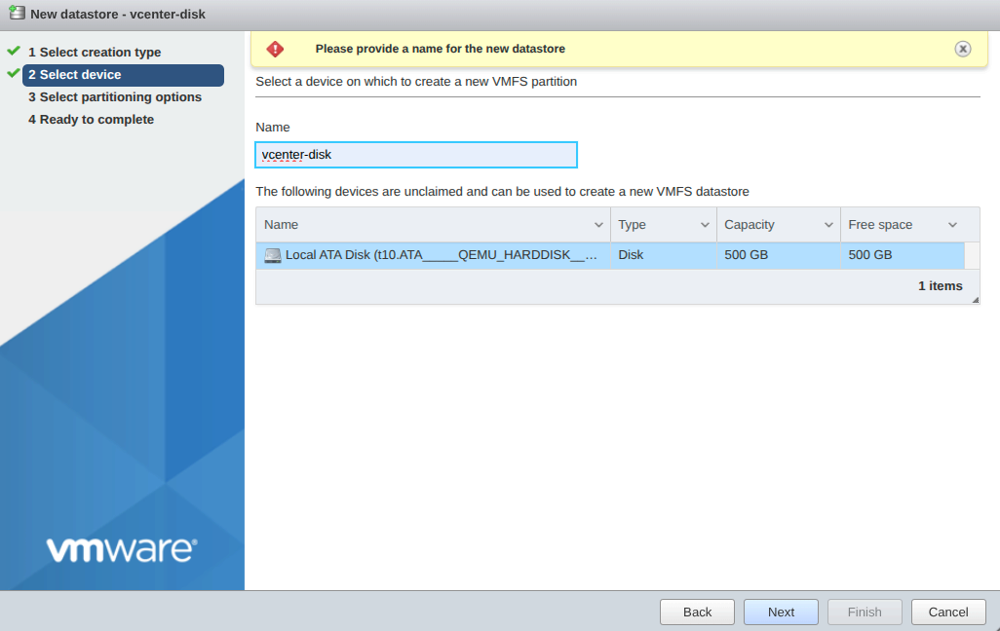 New datastore - vcenter-disk
1 Select creation type
2 Select device
3 Select partitioning options
4 Ready to complete
Please provide a name for the new datastore
Select a device on which to create a new VMFS partition
Name
vcenter-disk
The following devices are unclaimed and can be used to create a new VMFS datastore
Name Type Capacity Free space
Local ATA Disk (t10.ATA_____QEMU_HARDDISK__... Disk 500 GB 500 GB
1 items
vmware®
Back Next Finish Cancel